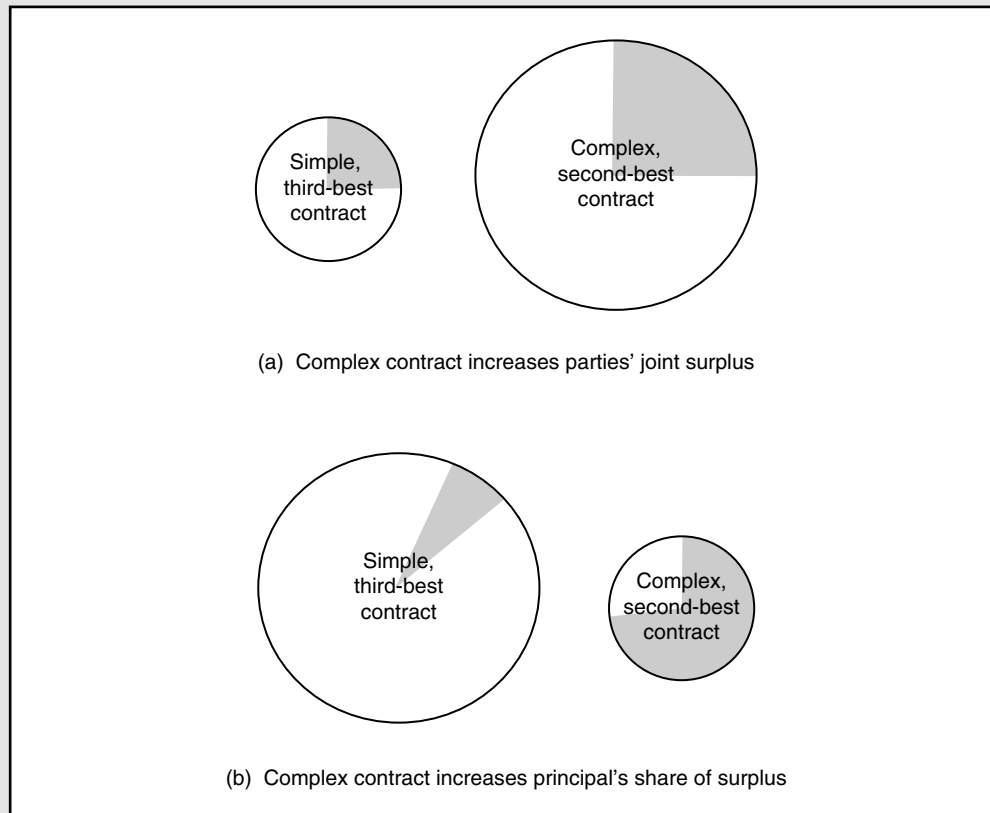 Simple,
third-best
contract
Complex,
second-best
contract
(a) Complex contract increases parties’ joint surplus
Simple,
third-best
contract
Complex,
second-best
contract
(b) Complex contract increases principal’s share of surplus